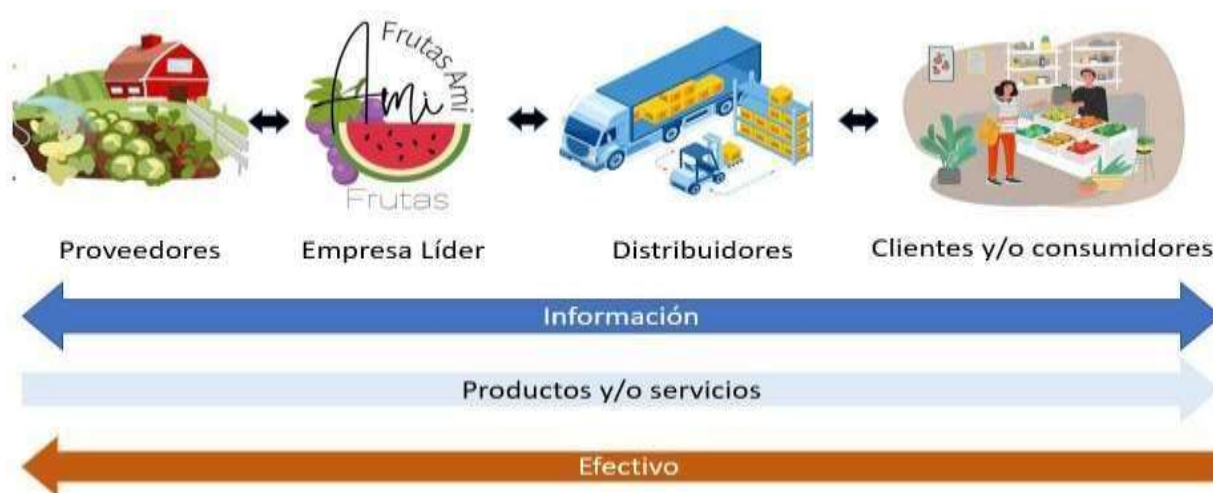 Frutas Ami
Ami
Frutas
Proveedores
Empresa Líder
Distribuidores
Clientes y/o consumidores
Información
Productos y/o servicios
Efectivo